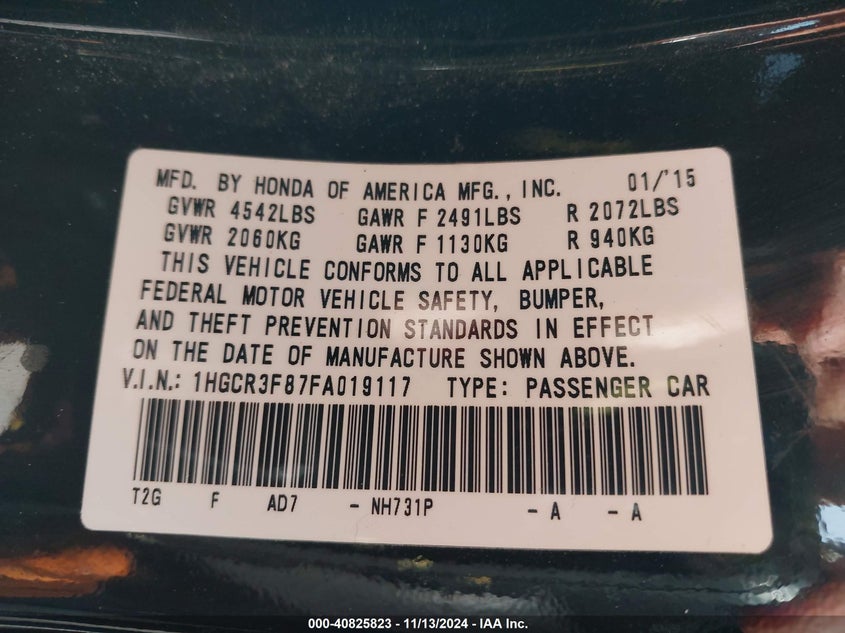 MFD. BY HONDA OF AMERICA MFG., INC. 01/'15
GVWR 4542LBS GAWR F 2491LBS R 2072LBS
GVWR 2060KG GAWR F 1130KG R 940KG
THIS VEHICLE CONFORMS TO ALL APPLICABLE
FEDERAL MOTOR VEHICLE SAFETY, BUMPER,
AND THEFT PREVENTION STANDARDS IN EFFECT
ON THE DATE OF MANUFACTURE SHOWN ABOVE.
V.I.N.: 1HGCR3F87FA019117 TYPE: PASSENGER CAR
T2G F AD7 - NH731P - A - A
000-40825823 - 11/13/2024 - IAA Inc.